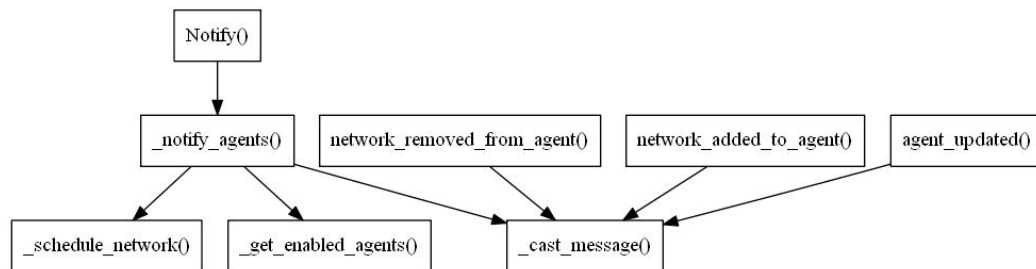 Notify()
_notify_agents()
network_removed_from_agent()
network_added_to_agent()
agent_updated()
_schedule_network()
_get_enabled_agents()
_cast_message()